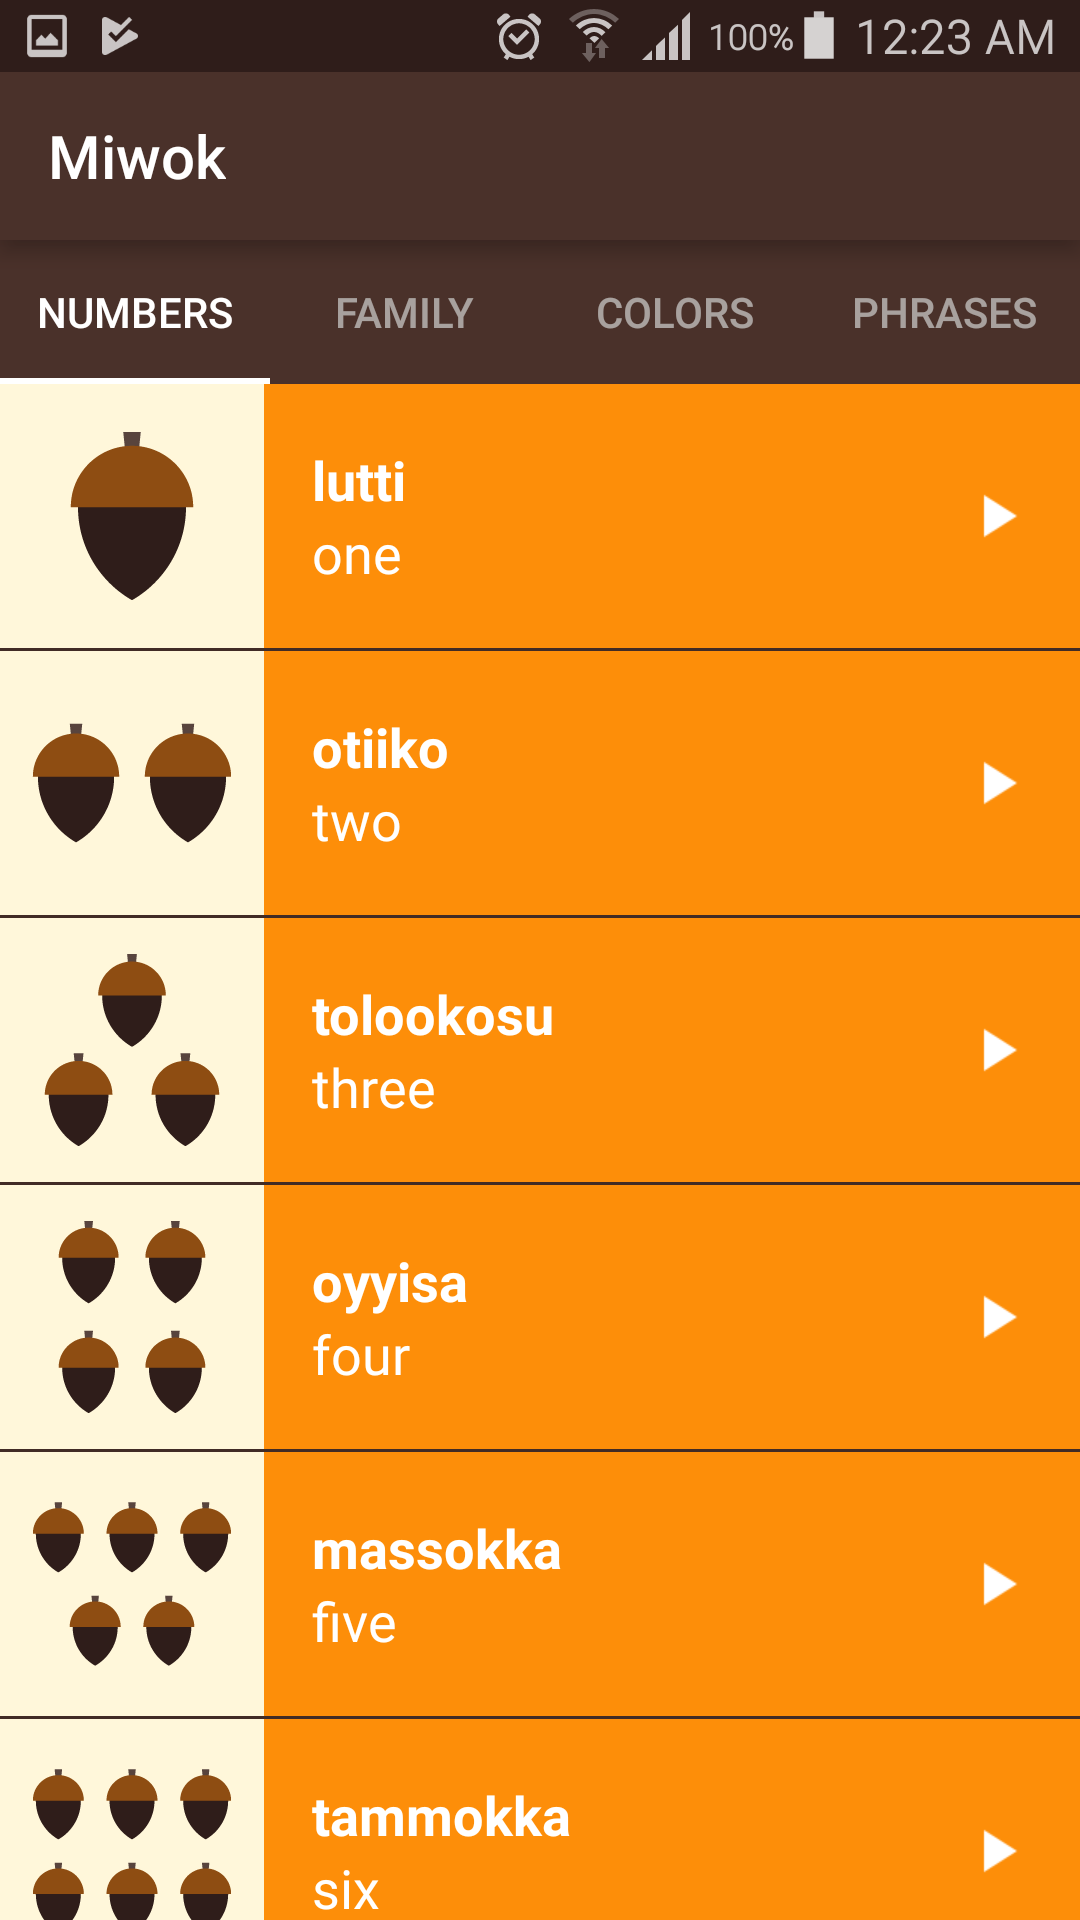 100% 12:23 AM
Miwok
NUMBERS FAMILY COLORS PHRASES
lutti
one
otiiko
two
tolookosu
three
oyyisa
four
massokka
five
tammokka
six